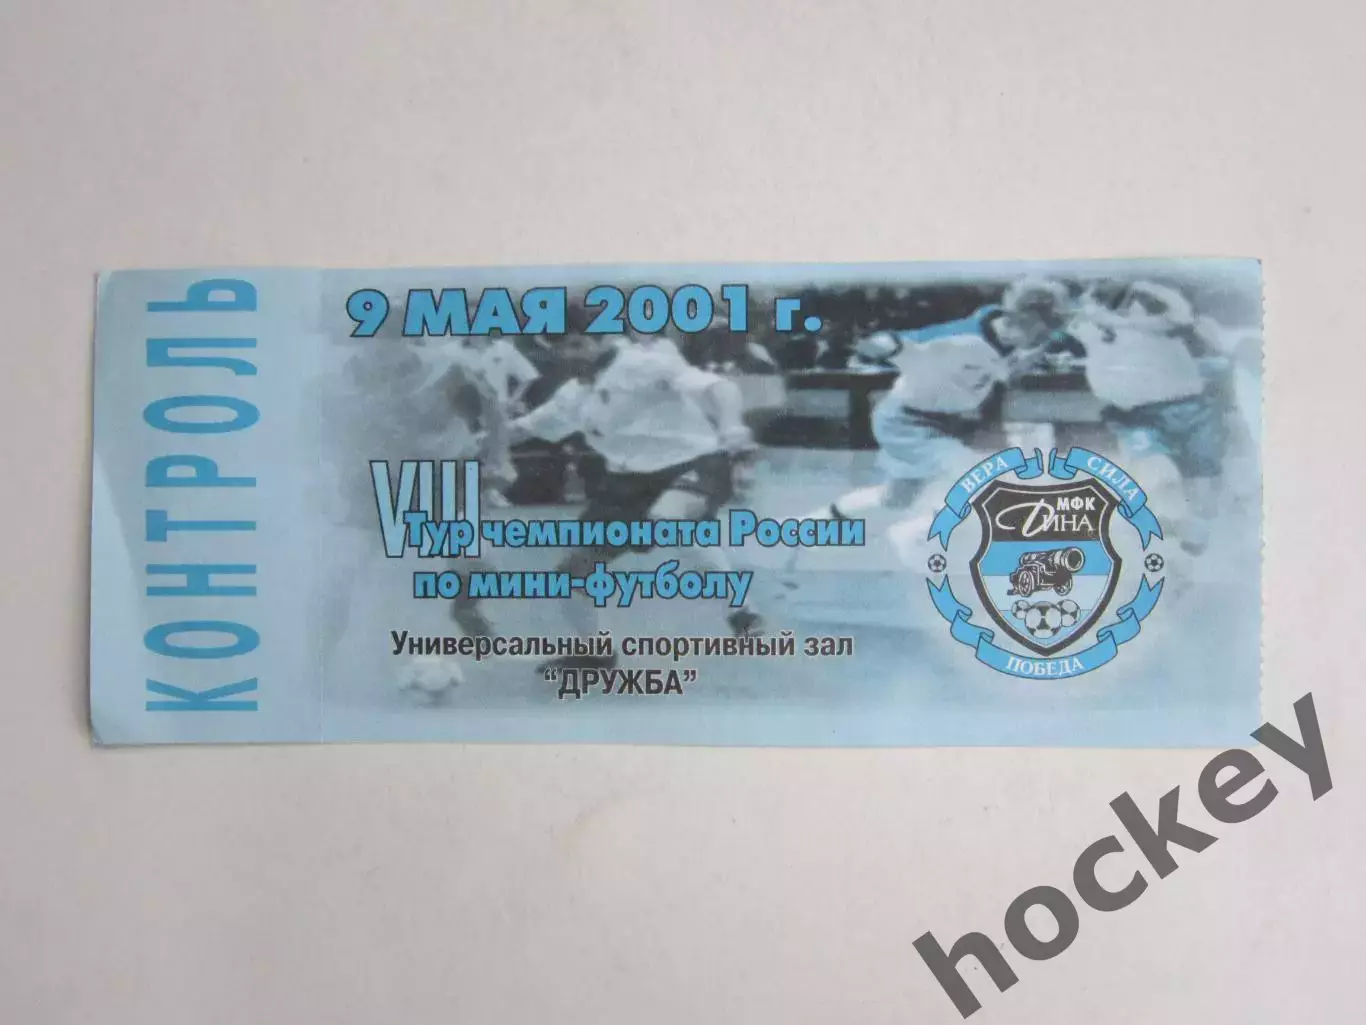 КОНТРОЛЬ
9 МАЯ 2001 г.
VIII
Тур чемпионата России
по мини-футболу
Универсальный спортивный зал
"ДРУЖБА"
ВЕРА СИЛА
МФК
ДИНА
ПОБЕДА
hockey